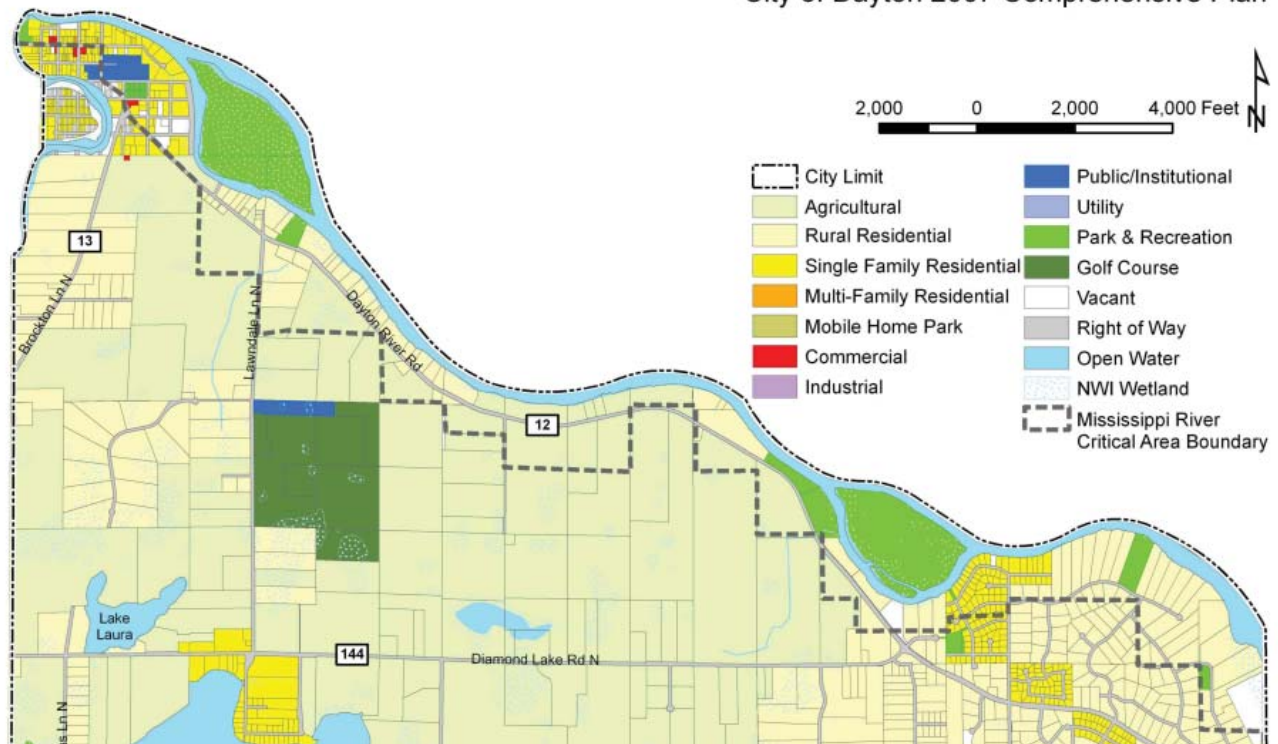 City of Dayton 2007 Comprehensive Plan
2,000 0 2,000 4,000 Feet
N
City Limit
Agricultural
Rural Residential
Single Family Residential
Multi-Family Residential
Mobile Home Park
Commercial
Industrial
Public/Institutional
Utility
Park & Recreation
Golf Course
Vacant
Right of Way
Open Water
NWI Wetland
Mississippi River
Critical Area Boundary
13
Brockton Ln N
Lawndale Ln N
Dayton River Rd
12
Lake
Laura
144
Diamond Lake Rd N
Ln N